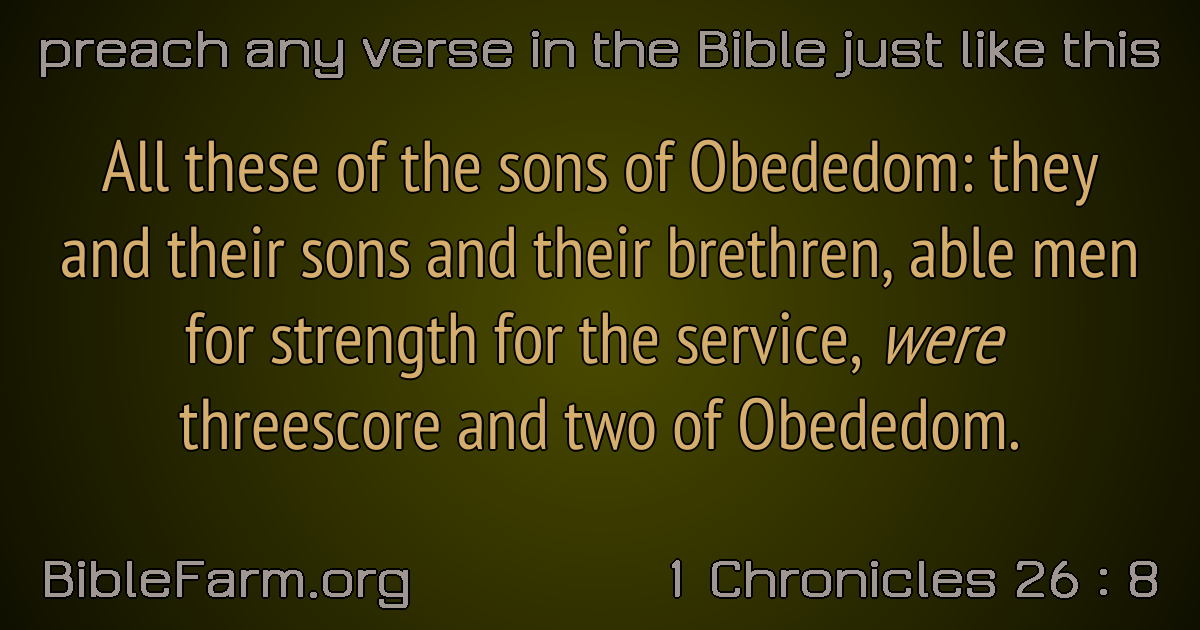 preach any verse in the Bible just like this
All these of the sons of Obededom: they
and their sons and their brethren, able men
for strength for the service, were
threescore and two of Obededom.
BibleFarm.org
1 Chronicles 26 : 8